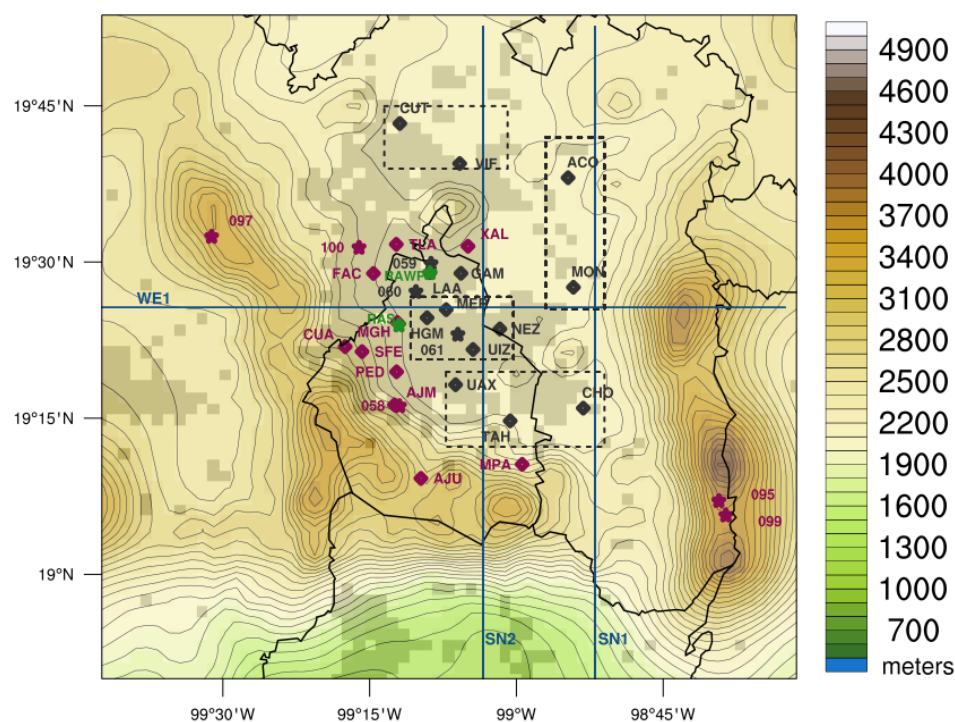 4900
4600
4300
4000
3700
3400
3100
2800
2500
2200
1900
1600
1300
1000
700
meters
19°45'N
19°30'N
19°15'N
19°N
99°30'W
99°15'W
99°W
98°45'W
CUT
VIF
ACO
097
XAL
100
TLA
059
FAC
GAM
MON
060
LAA
WE1
MER
RAS
MGH
HGM
NEZ
CUA
SFE
061
UIZ
PED
UAX
AJM
058
CHO
TAH
MPA
AJU
095
099
SN2
SN1